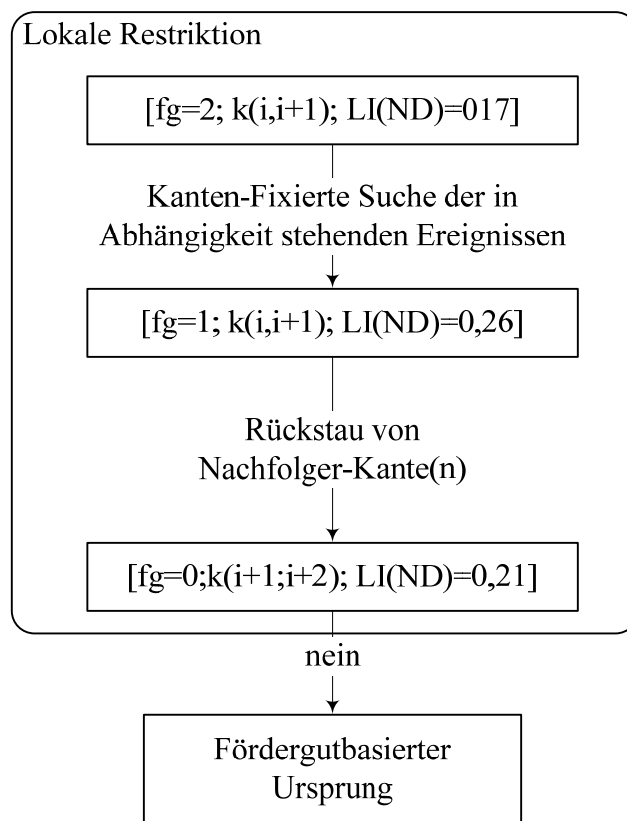 Lokale Restriktion
[fg=2; k(i,i+1); LI(ND)=017]
Kanten-Fixierte Suche der in
Abhängigkeit stehenden Ereignissen
[fg=1; k(i,i+1); LI(ND)=0,26]
Rückstau von
Nachfolger-Kante(n)
[fg=0;k(i+1;i+2); LI(ND)=0,21]
nein
Fördergutbasierter
Ursprung